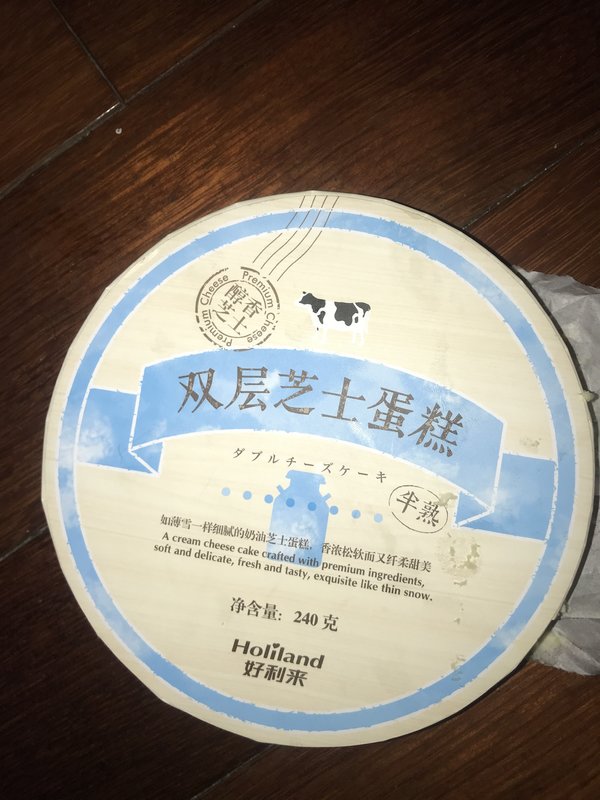 Premium Cheese
醇香
芝士
Premium Cheese
双层芝士蛋糕
ダブルチーズケーキ
半熟
如薄雪一样细腻的奶油芝士蛋糕，香浓松软而又纤柔甜美
A cream cheese cake crafted with premium ingredients,
soft and delicate, fresh and tasty, exquisite like thin snow.
净含量: 240 克
Holiland
好利来